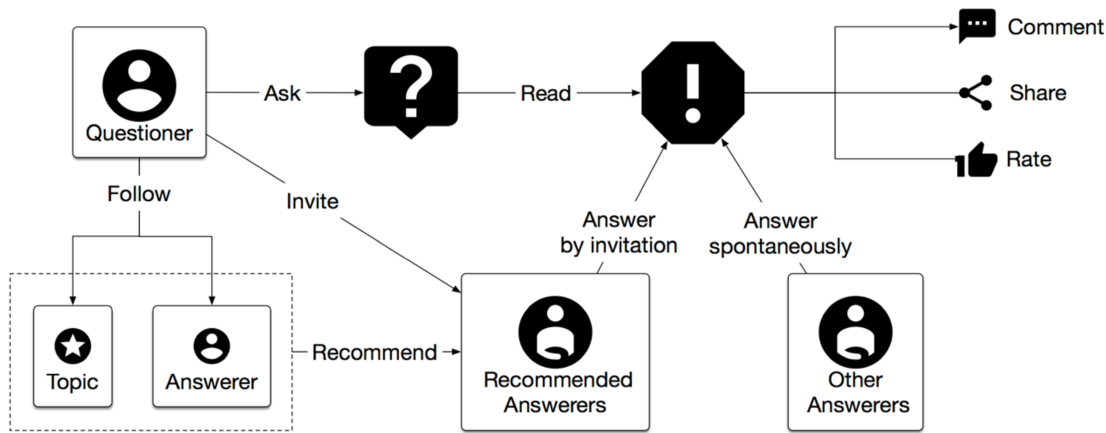 Comment
Questioner
Ask
?
Read
!
Share
Rate
Follow
Invite
Answer
by invitation
Answer
spontaneously
Topic
Answerer
Recommend
Recommended
Answerers
Other
Answerers